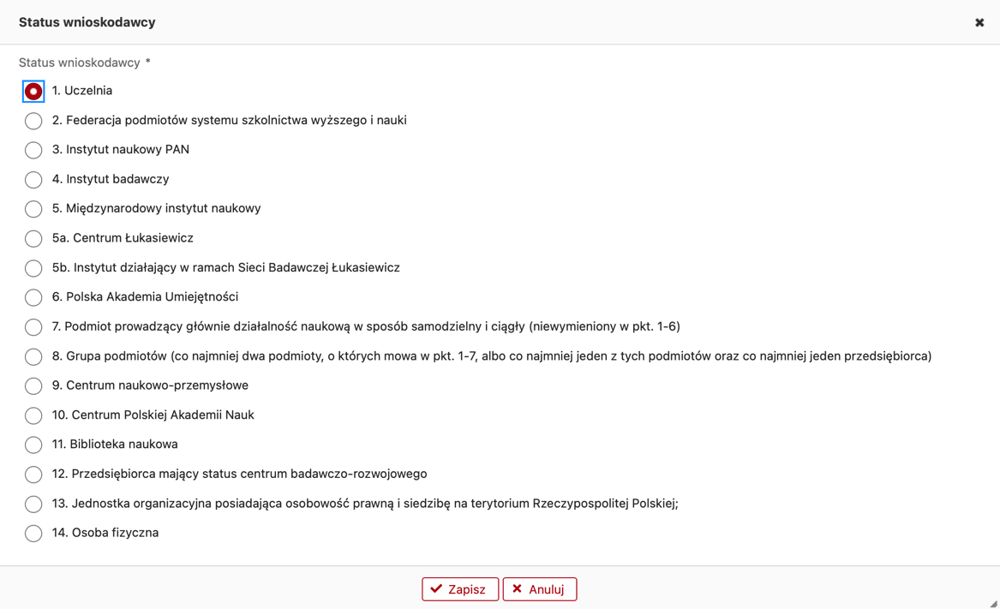 Status wnioskodawcy
Status wnioskodawcy *
1. Uczelnia
2. Federacja podmiotów systemu szkolnictwa wyższego i nauki
3. Instytut naukowy PAN
4. Instytut badawczy
5. Międzynarodowy instytut naukowy
5a. Centrum Łukasiewicz
5b. Instytut działający w ramach Sieci Badawczej Łukasiewicz
6. Polska Akademia Umiejętności
7. Podmiot prowadzący głównie działalność naukową w sposób samodzielny i ciągły (niewymieniony w pkt. 1-6)
8. Grupa podmiotów (co najmniej dwa podmioty, o których mowa w pkt. 1-7, albo co najmniej jeden z tych podmiotów oraz co najmniej jeden przedsiębiorca)
9. Centrum naukowo-przemysłowe
10. Centrum Polskiej Akademii Nauk
11. Biblioteka naukowa
12. Przedsiębiorca mający status centrum badawczo-rozwojowego
13. Jednostka organizacyjna posiadająca osobowość prawną i siedzibę na terytorium Rzeczypospolitej Polskiej;
14. Osoba fizyczna
Zapisz Anuluj